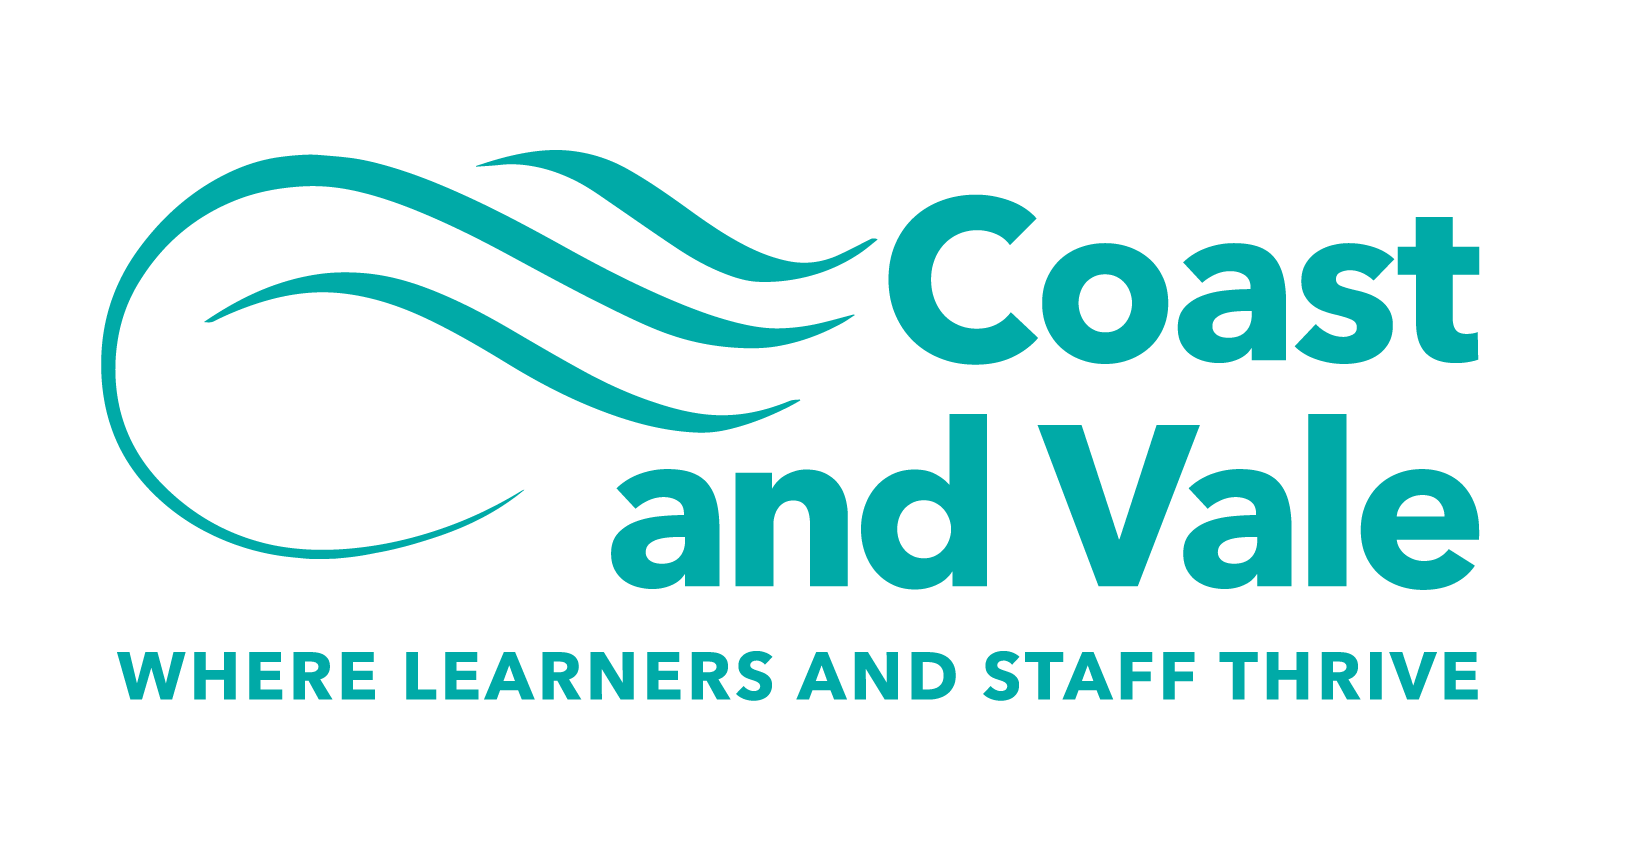 Coast
and Vale
WHERE LEARNERS AND STAFF THRIVE